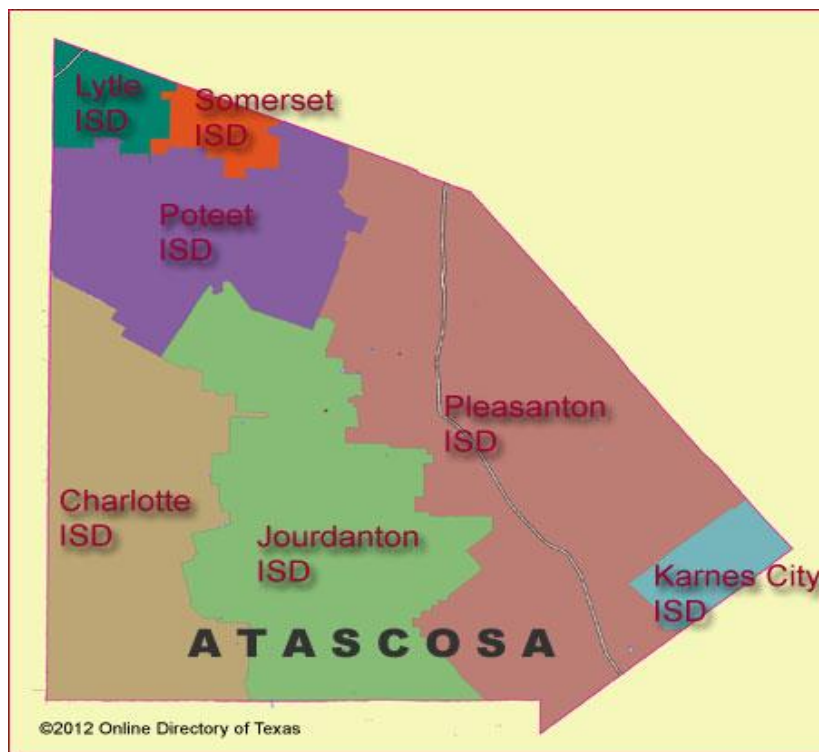 Lytle
ISD
Somerset
ISD
Poteet
ISD
Pleasanton
ISD
Charlotte
ISD
Jourdanton
ISD
Karnes City
ISD
ATASCOSA
©2012 Online Directory of Texas